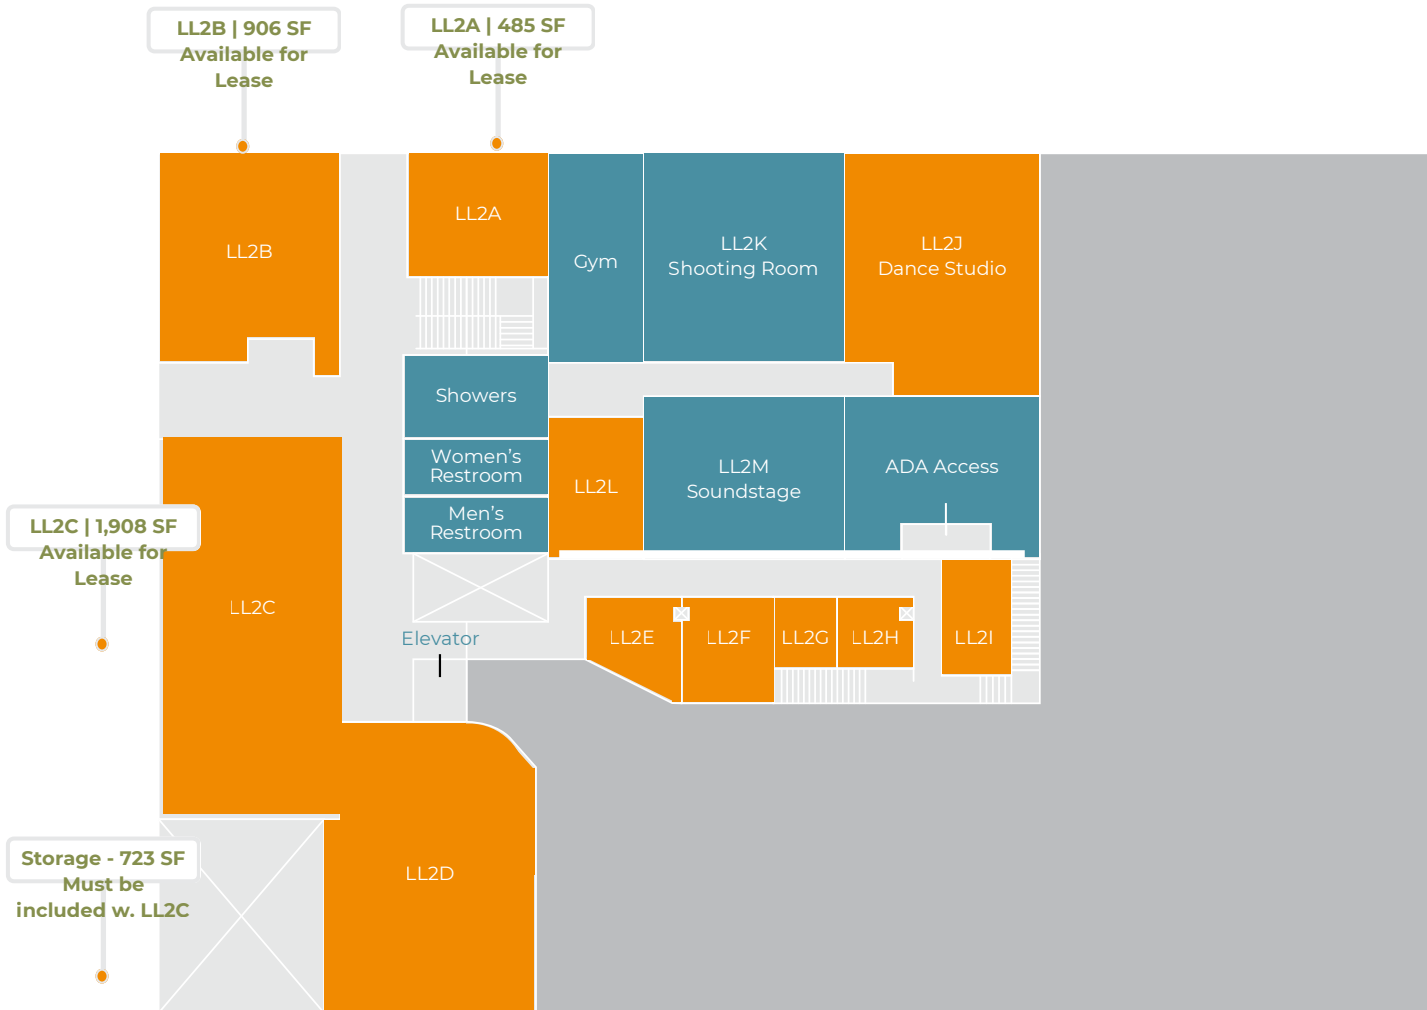 LL2B | 906 SF
Available for
Lease
LL2A | 485 SF
Available for
Lease
LL2B
LL2A
Gym
LL2K
Shooting Room
LL2J
Dance Studio
Showers
Women’s
Restroom
Men’s
Restroom
LL2L
LL2M
Soundstage
ADA Access
LL2C | 1,908 SF
Available for
Lease
LL2C
Elevator
LL2E
LL2F
LL2G
LL2H
LL2I
Storage - 723 SF
Must be
included w. LL2C
LL2D